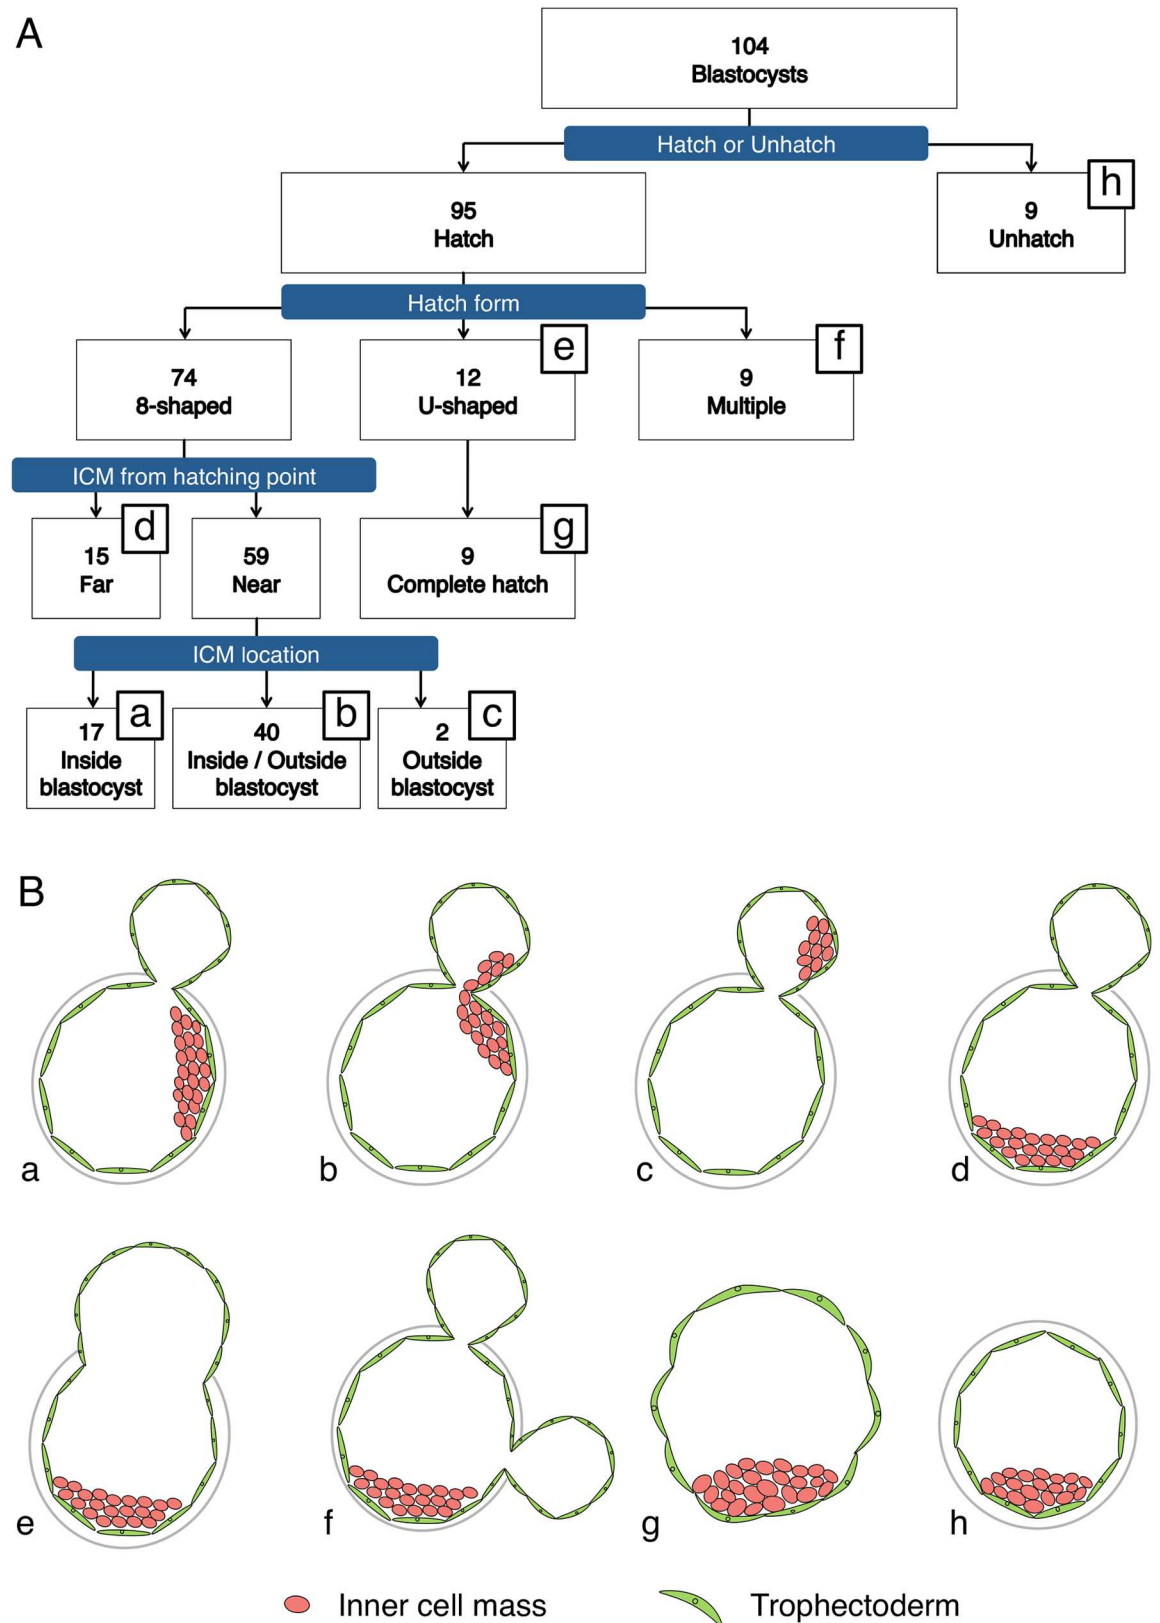 A
104
Blastocysts
Hatch or Unhatch
h
95
Hatch
9
Unhatch
Hatch form
e
f
74
8-shaped
12
U-shaped
9
Multiple
ICM from hatching point
d
g
15
Far
59
Near
9
Complete hatch
ICM location
a
b
c
17
Inside
blastocyst
40
Inside / Outside
blastocyst
2
Outside
blastocyst
B
a
b
c
d
e
f
g
h
Inner cell mass
Trophectoderm